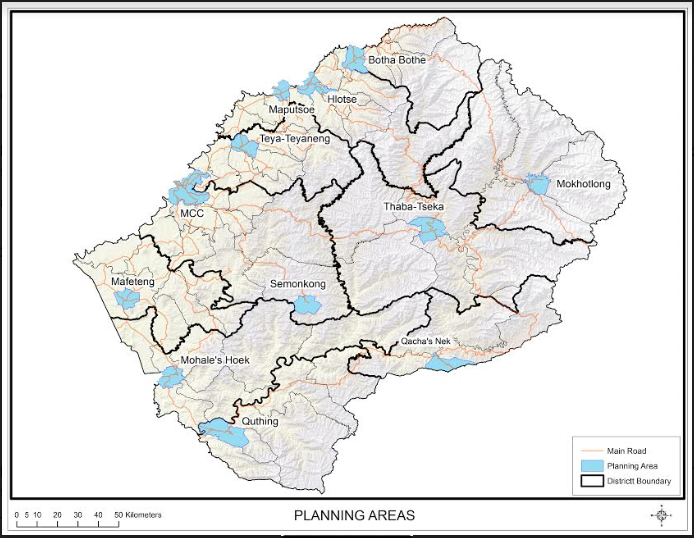 Botha Bothe
Hlotse
Maputsoe
Teya-Teyaneng
Mokhotlong
MCC
Thaba-Tseka
Mafeteng
Semonkong
Qacha's Nek
Mohale's Hoek
Quthing
Main Road
Planning Area
Districtt Boundary
0 5 10 20 30 40 50 Kilometers
PLANNING AREAS